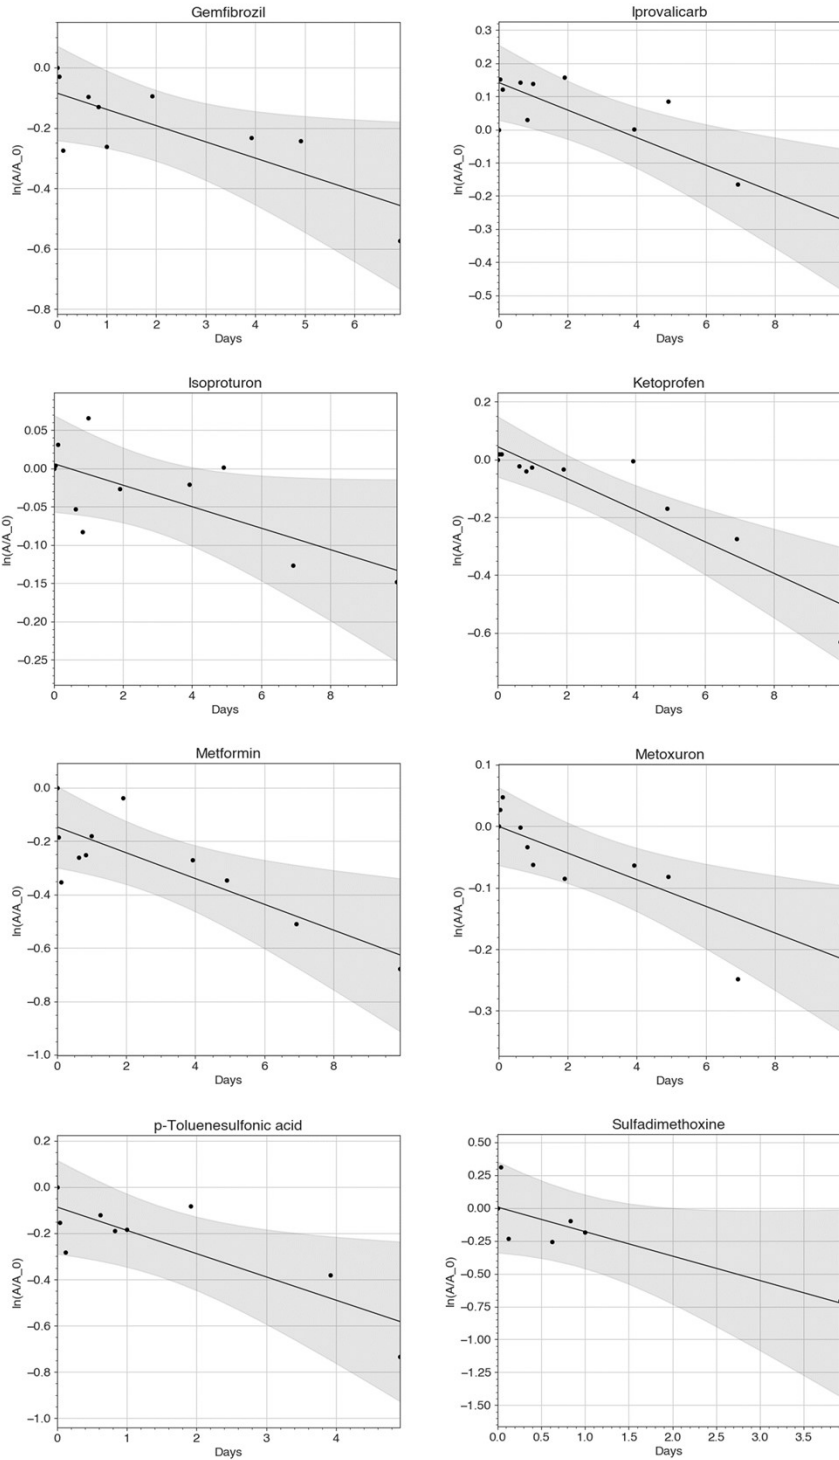 Gemfibrozil
0.0
−0.2
−0.4
−0.6
−0.8
ln(A/A_0)
0 1 2 3 4 5 6
Days
Iprovalicarb
0.3
0.2
0.1
0.0
−0.1
−0.2
−0.3
−0.4
−0.5
ln(A/A_0)
0 2 4 6 8
Days
Isoproturon
0.05
0.00
−0.05
−0.10
−0.15
−0.20
−0.25
ln(A/A_0)
0 2 4 6 8
Days
Ketoprofen
0.2
0.0
−0.2
−0.4
−0.6
ln(A/A_0)
0 2 4 6 8
Days
Metformin
0.0
−0.2
−0.4
−0.6
−0.8
−1.0
ln(A/A_0)
0 2 4 6 8
Days
Metoxuron
0.1
0.0
−0.1
−0.2
−0.3
ln(A/A_0)
0 2 4 6 8
Days
p-Toluenesulfonic acid
0.2
0.0
−0.2
−0.4
−0.6
−0.8
−1.0
ln(A/A_0)
0 1 2 3 4
Days
Sulfadimethoxine
0.50
0.25
0.00
−0.25
−0.50
−0.75
−1.00
−1.25
−1.50
ln(A/A_0)
0.0 0.5 1.0 1.5 2.0 2.5 3.0 3.5
Days